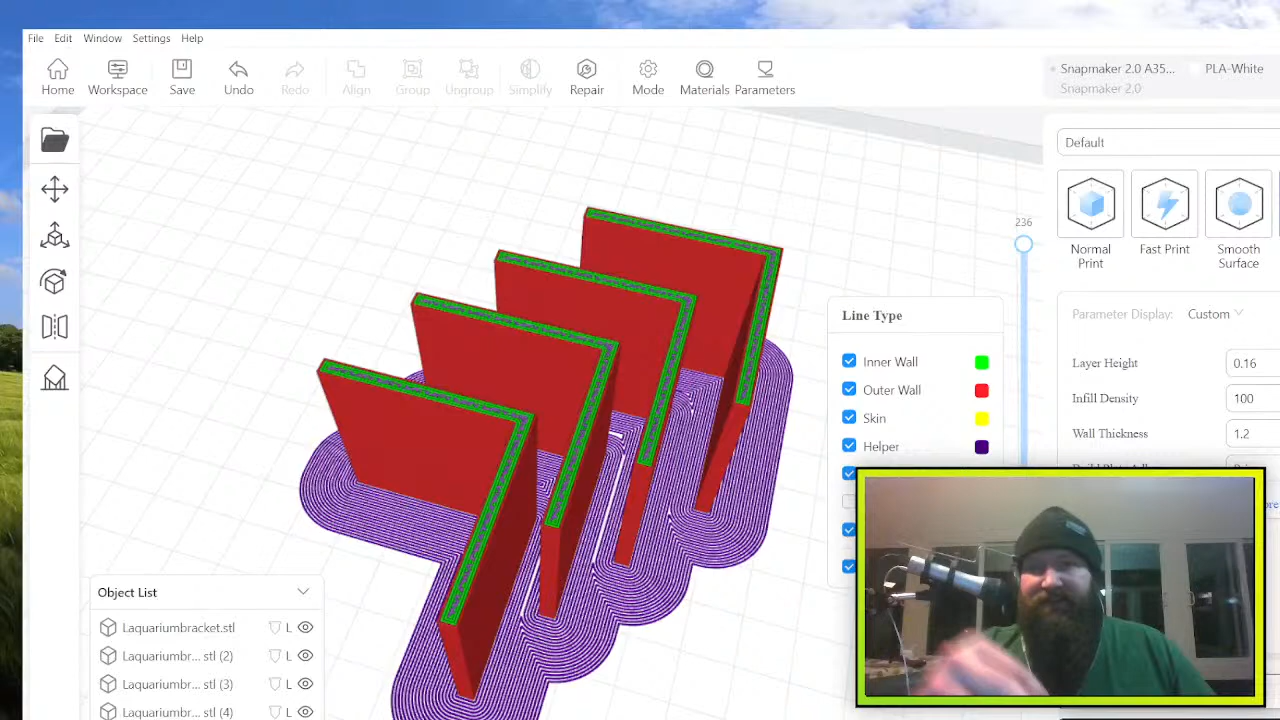 File Edit Window Settings Help
Home Workspace Save Undo Redo Align Group Ungroup Simplify Repair Mode Materials Parameters
Snapmaker 2.0 A35... PLA-White
Snapmaker 2.0
Default
Normal Print
Fast Print
Smooth Surface
236
Line Type
Inner Wall
Outer Wall
Skin
Helper
Parameter Display: Custom
Layer Height 0.16
Infill Density 100
Wall Thickness 1.2
Object List
Laquariumbracket.stl L
Laquariumbr... stl (2) L
Laquariumbr... stl (3) L
Laquariumbr... stl (4) L